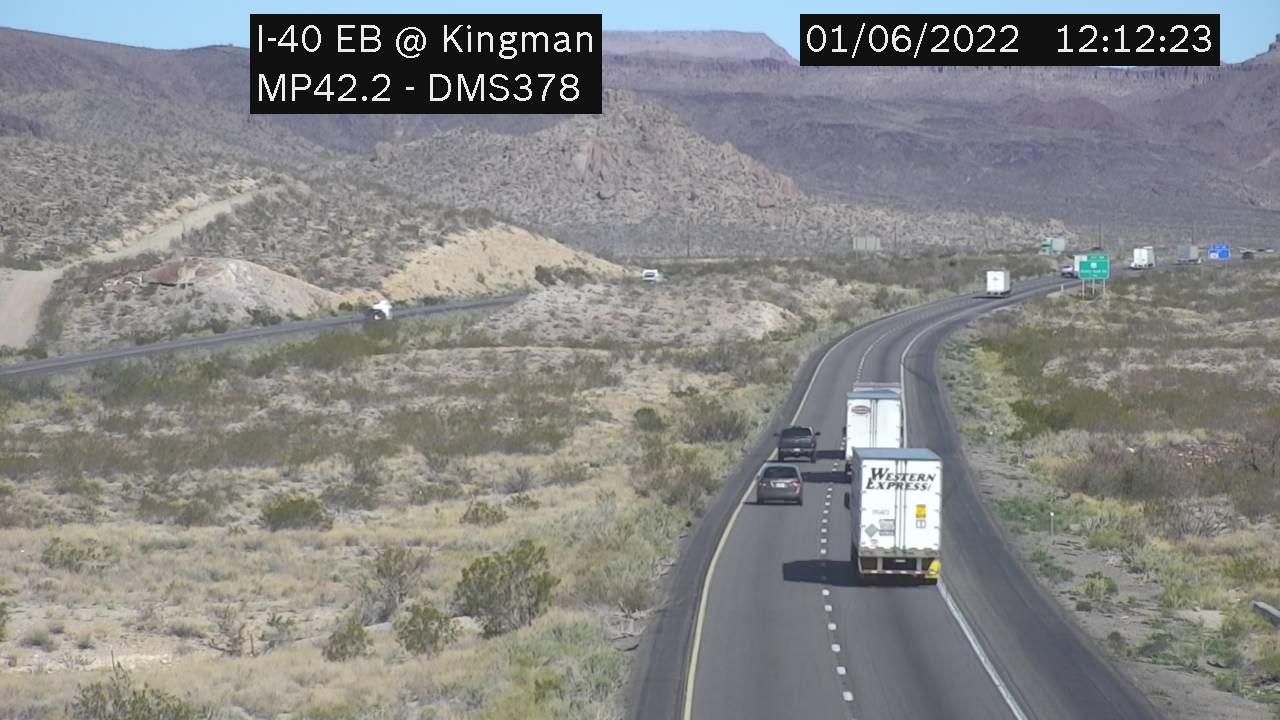 I-40 EB @ Kingman
MP42.2 - DMS378
01/06/2022 12:12:23
WESTERN
EXPRESS